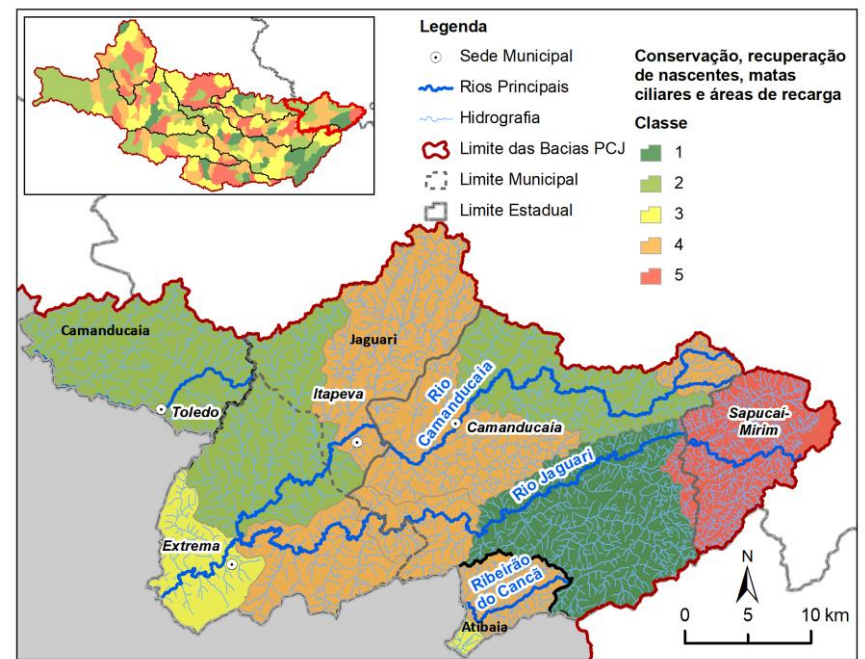 Legenda
Sede Municipal
Rios Principais
Hidrografia
Limite das Bacias PCJ
Limite Municipal
Limite Estadual
Conservação, recuperação
de nascentes, matas
ciliares e áreas de recarga
Classe
1
2
3
4
5
Camanducaia
Jaguari
Itapeva
Rio
Camanducaia
Toledo
Camanducaia
Sapucaí-
Mirim
Rio Jaguari
Extrema
Ribeirão
do Cancã
Atibaia
N
0 5 10 km